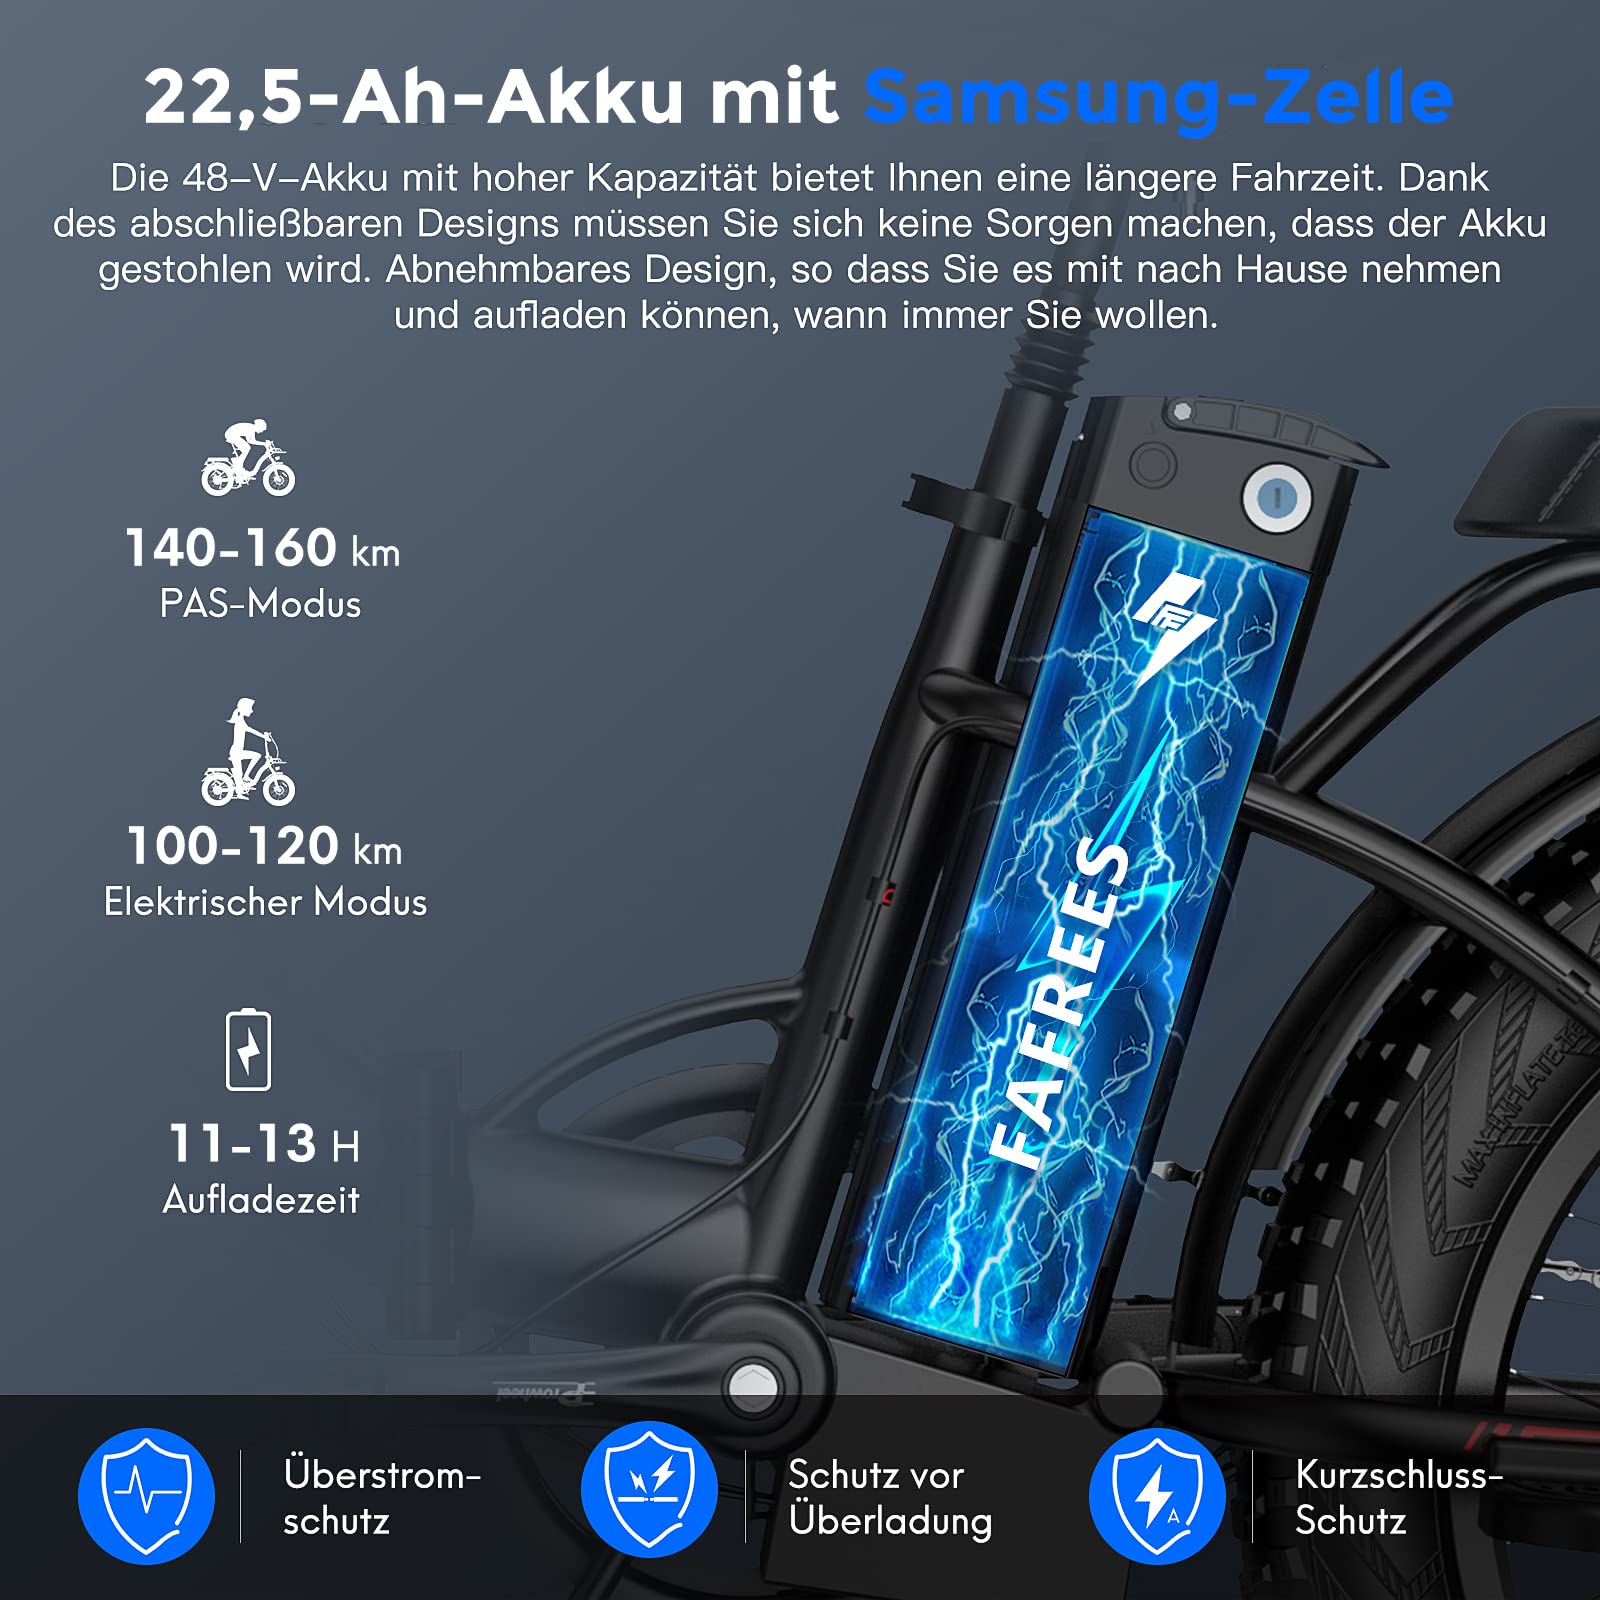 22,5-Ah-Akku mit Samsung-Zelle
Die 48-V-Akku mit hoher Kapazität bietet Ihnen eine längere Fahrzeit. Dank
des abschließbaren Designs müssen Sie sich keine Sorgen machen, dass der Akku
gestohlen wird. Abnehmbares Design, so dass Sie es mit nach Hause nehmen
und aufladen können, wann immer Sie wollen.
140-160 km
PAS-Modus
100-120 km
Elektrischer Modus
11-13 H
Aufladezeit
FAFREES
Prowheel
Überstrom-
schutz
Schutz vor
Überladung
A
Kurzschluss-
Schutz